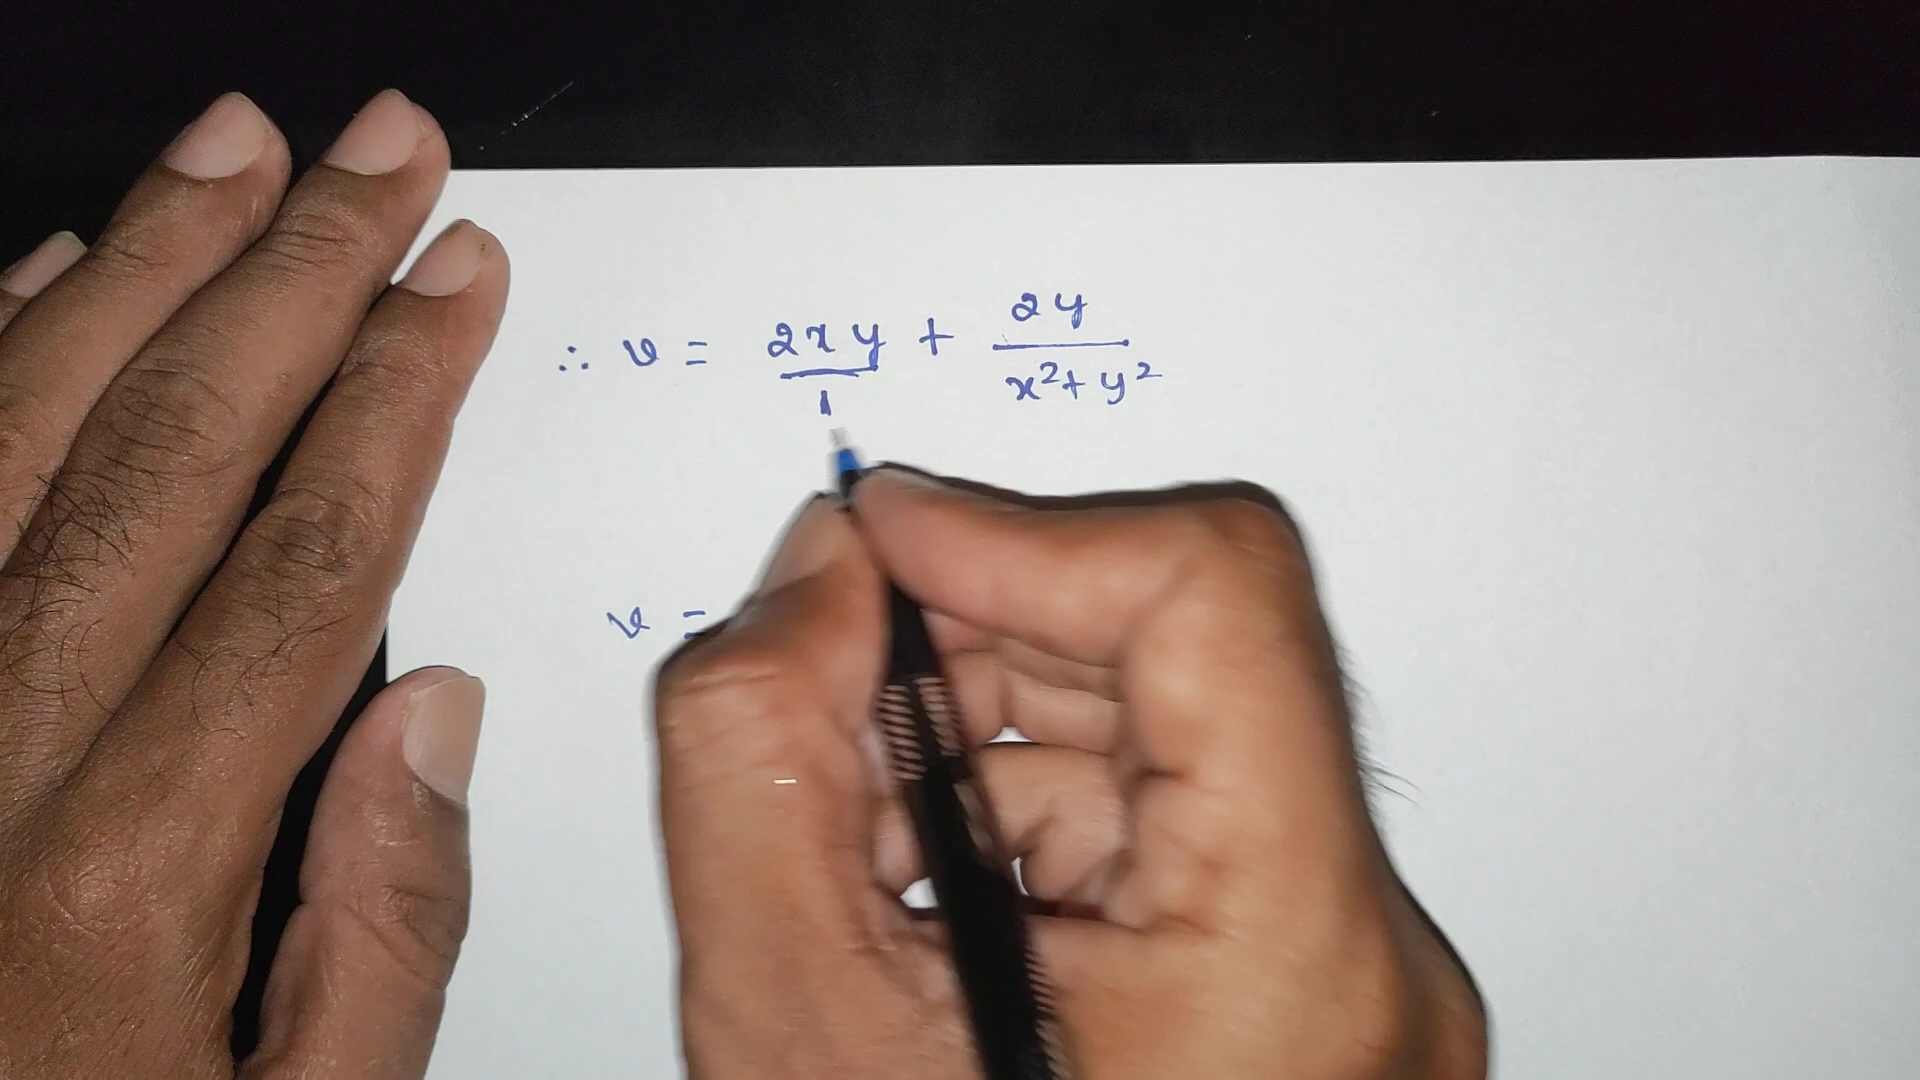 ∴ v = 2xy/1 + 2y/(x²+y²)
v =